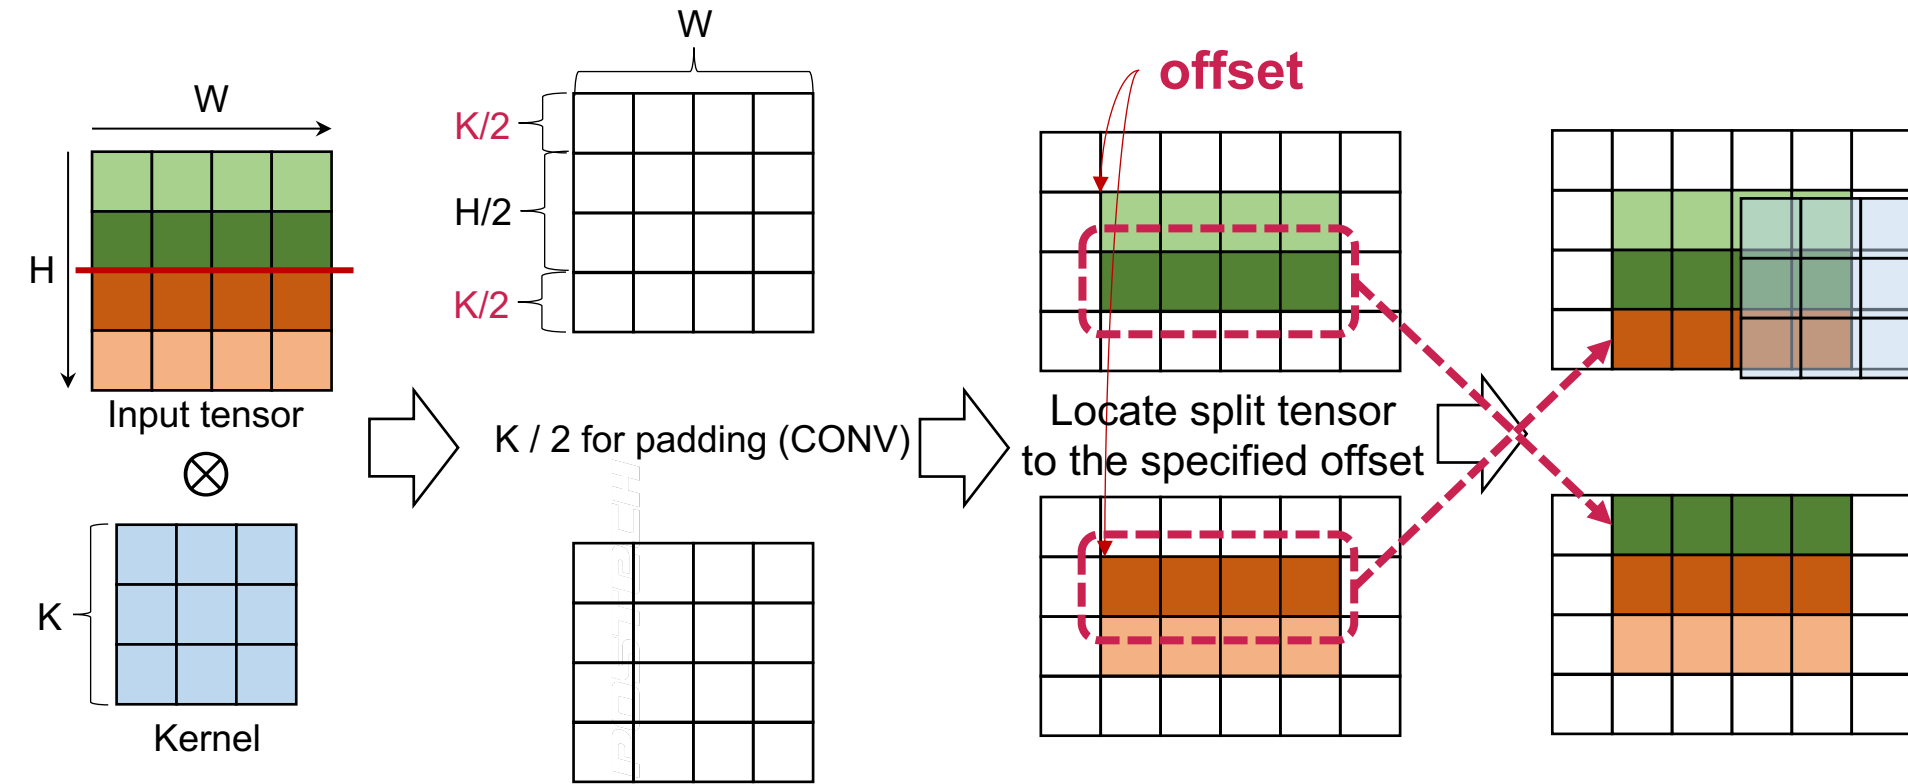 W
H
Input tensor
K
Kernel
W
K/2
H/2
K/2
K / 2 for padding (CONV)
offset
Locate split tensor
to the specified offset